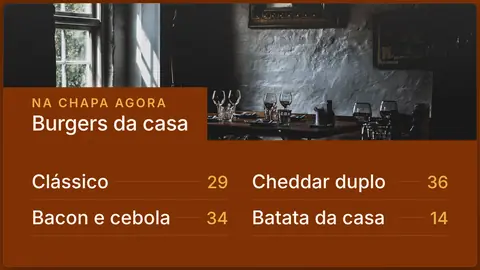 NA CHAPA AGORA
Burgers da casa
Clássico 29
Cheddar duplo 36
Bacon e cebola 34
Batata da casa 14